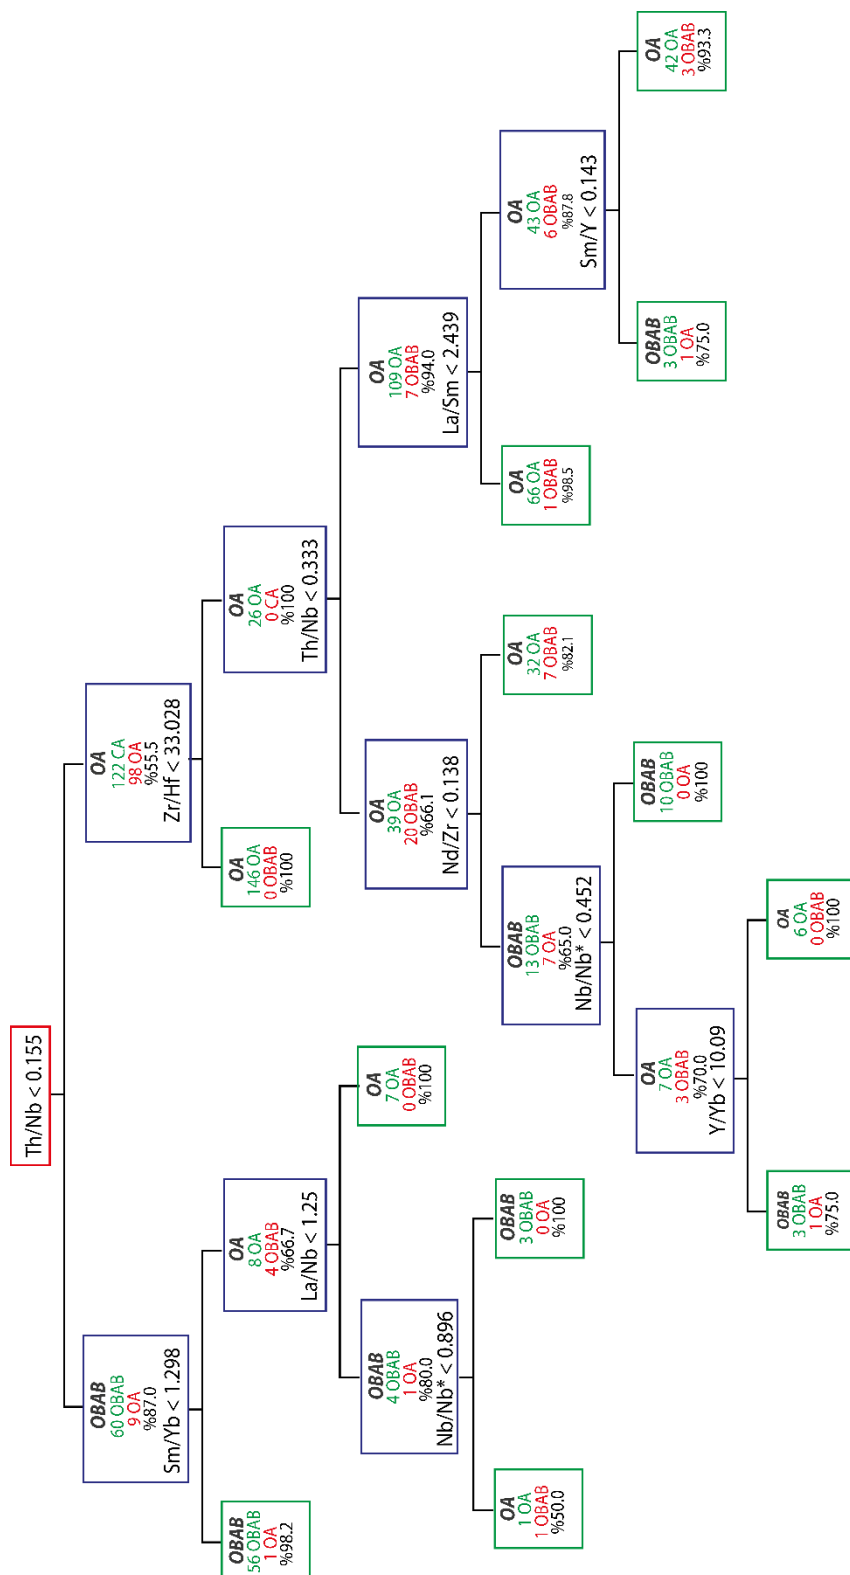 Th/Nb < 0.155
OBAB
60 OBAB
9 OA
%87.0
Sm/Yb < 1.298
OA
122 CA
98 OA
%55.5
Zr/Hf < 33.028
OBAB
56 OBAB
1 OA
%98.2
OA
8 OA
4 OBAB
%66.7
La/Nb < 1.25
OA
146 OA
0 OBAB
%100
OA
26 OA
0 CA
%100
Th/Nb < 0.333
OBAB
4 OBAB
1 OA
%80.0
Nb/Nb* < 0.896
OA
7 OA
0 OBAB
%100
OA
39 OA
20 OBAB
%66.1
Nd/Zr < 0.138
OA
109 OA
7 OBAB
%94.0
La/Sm < 2.439
OA
1 OA
1 OBAB
%50.0
OBAB
3 OBAB
0 OA
%100
OBAB
13 OBAB
7 OA
%65.0
Nb/Nb* < 0.452
OA
32 OA
7 OBAB
%82.1
OA
66 OA
1 OBAB
%98.5
OA
43 OA
6 OBAB
%87.8
Sm/Y < 0.143
OA
7 OA
3 OBAB
%70.0
Y/Yb < 10.09
OBAB
10 OBAB
0 OA
%100
OBAB
3 OBAB
1 OA
%75.0
OA
42 OA
3 OBAB
%93.3
OBAB
3 OBAB
1 OA
%75.0
OA
6 OA
0 OBAB
%100